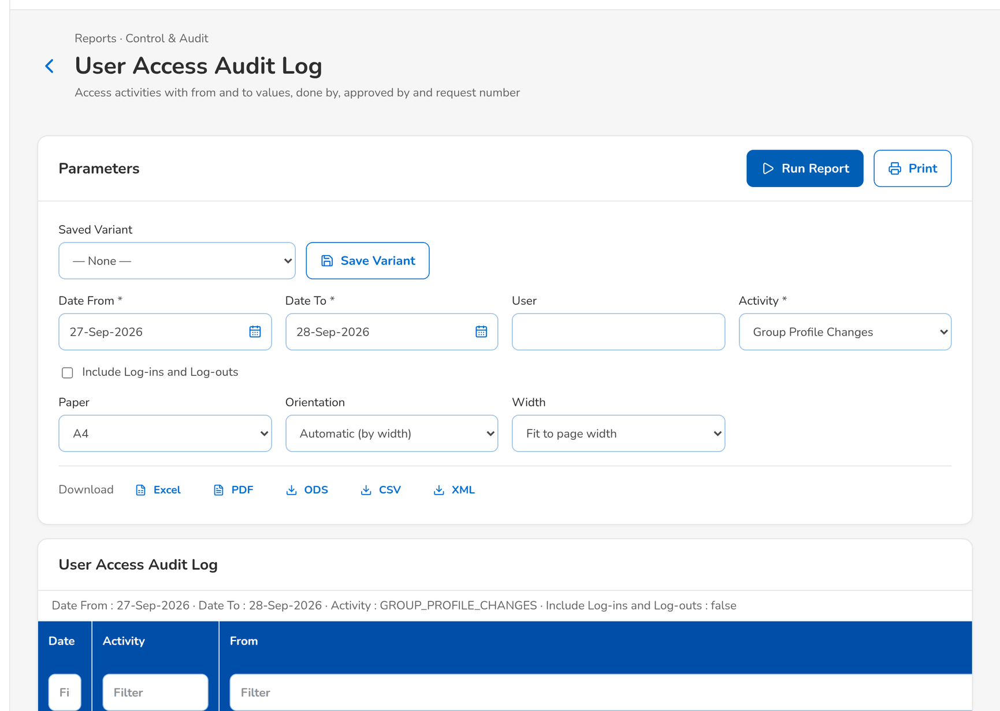 Reports · Control & Audit
User Access Audit Log
Access activities with from and to values, done by, approved by and request number
Parameters
Run Report
Print
Saved Variant
— None —
Save Variant
Date From *
Date To *
User
Activity *
27-Sep-2026
28-Sep-2026
Group Profile Changes
Include Log-ins and Log-outs
Paper
Orientation
Width
A4
Automatic (by width)
Fit to page width
Download
Excel
PDF
ODS
CSV
XML
User Access Audit Log
Date From : 27-Sep-2026 · Date To : 28-Sep-2026 · Activity : GROUP_PROFILE_CHANGES · Include Log-ins and Log-outs : false
Date
Activity
From
Fi
Filter
Filter